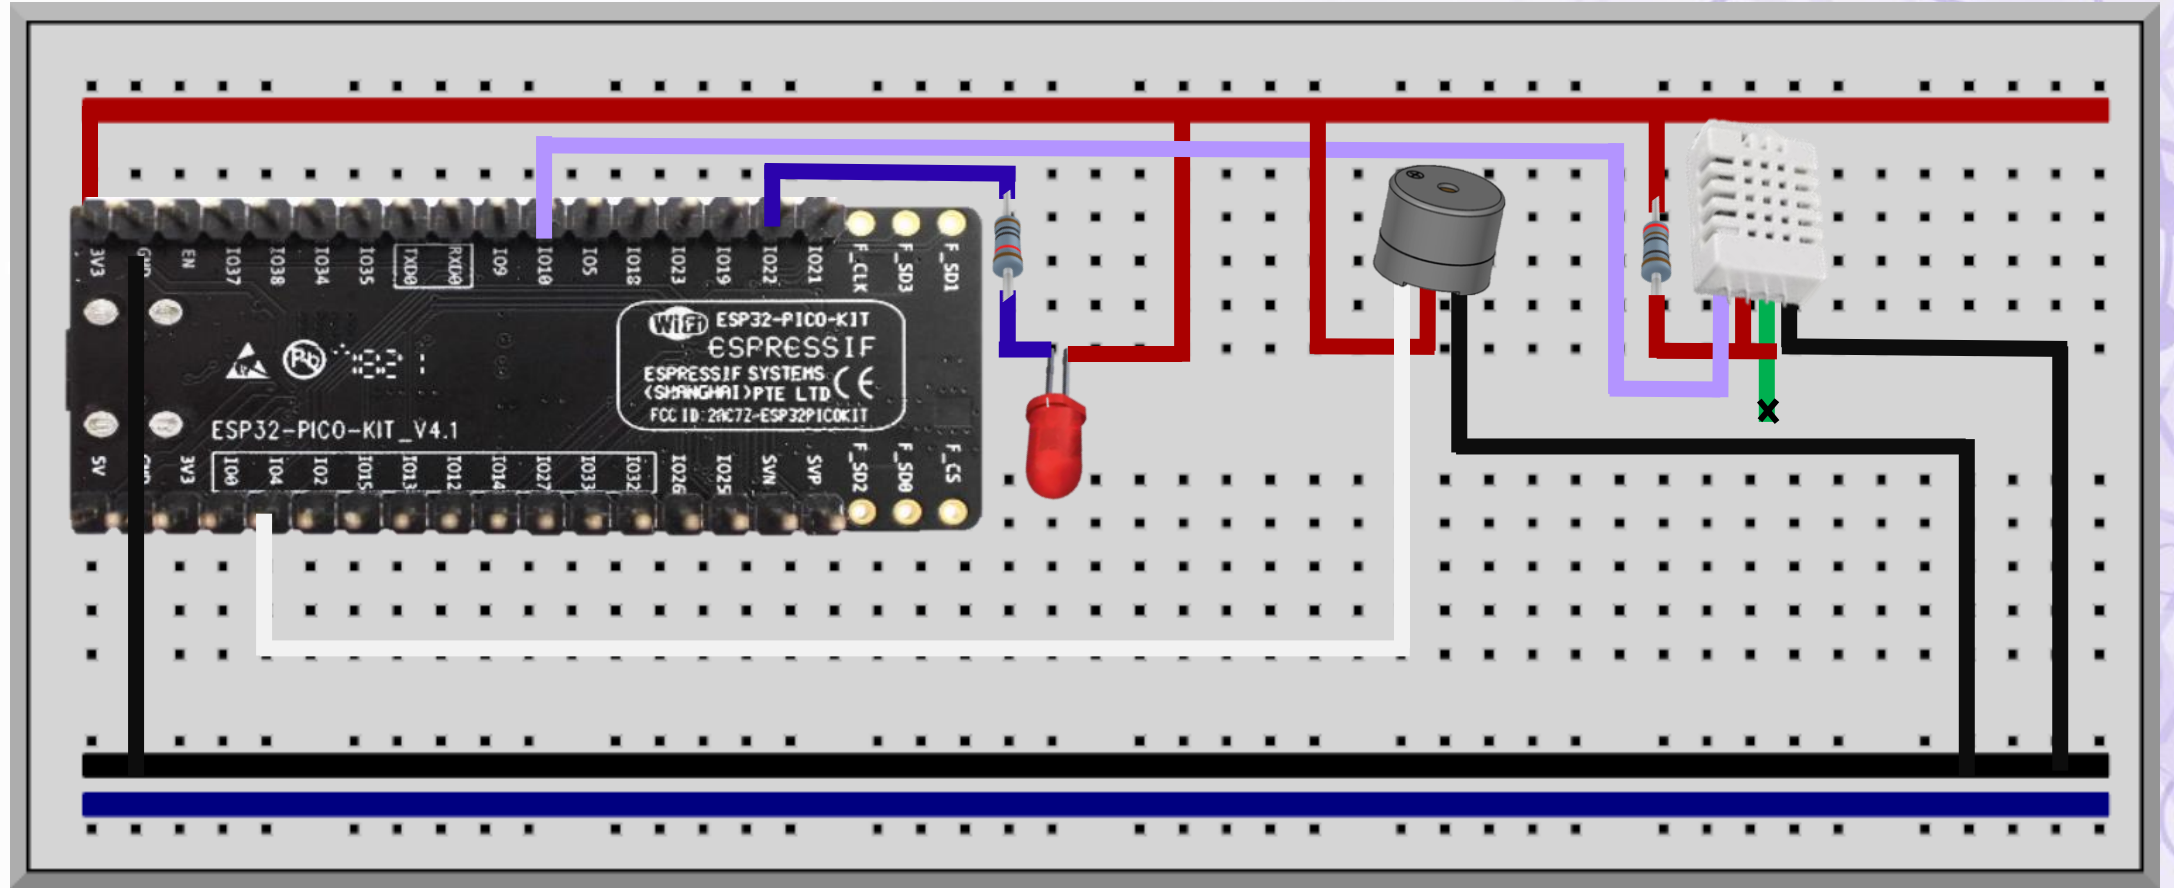 3V3 GND EN IO37 IO38 IO34 IO35 TXD0 RXD0 IO9 IO10 IO5 IO18 IO23 IO19 IO22 IO21 F_CLK F_SD3 F_SD1
WiFi ESP32-PICO-KIT
ESPRESSIF
ESPRESSIF SYSTEMS
(SHANGHAI)PTE LTD CE
FCC ID:2AC7Z-ESP32PICOKIT
Pb
ESP32-PICO-KIT_V4.1
5V GND 3V3 IO0 IO4 IO2 IO15 IO13 IO12 IO14 IO27 IO33 IO32 IO26 IO25 SVN SVP F_SD2 F_SD0 F_CS